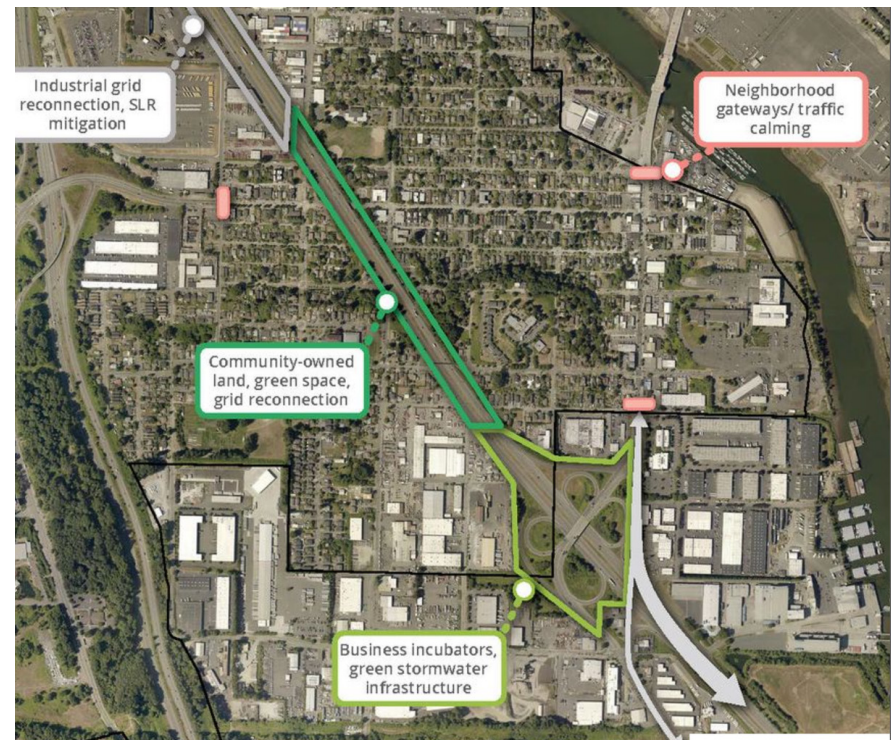 Industrial grid
reconnection, SLR
mitigation
Neighborhood
gateways/ traffic
calming
Community-owned
land, green space,
grid reconnection
Business incubators,
green stormwater
infrastructure